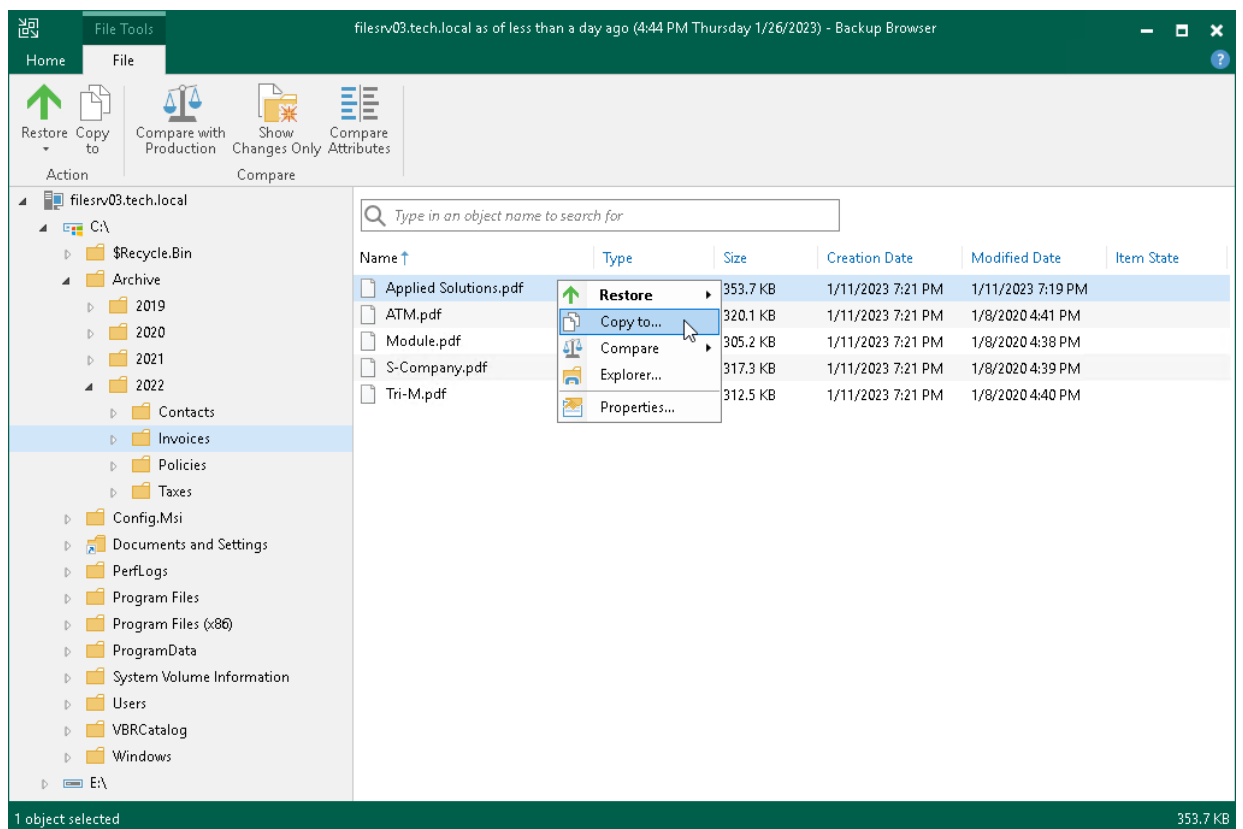 File Tools
filesrv03.tech.local as of less than a day ago (4:44 PM Thursday 1/26/2023) - Backup Browser
Home File ?
Restore Copy to
Compare with Production Show Changes Only Compare Attributes
Action Compare
filesrv03.tech.local
C:\
$Recycle.Bin
Archive
2019
2020
2021
2022
Contacts
Invoices
Policies
Taxes
Config.Msi
Documents and Settings
PerfLogs
Program Files
Program Files (x86)
ProgramData
System Volume Information
Users
VBRCatalog
Windows
E:\
Type in an object name to search for
Name Type Size Creation Date Modified Date Item State
Applied Solutions.pdf 353.7 KB 1/11/2023 7:21 PM 1/11/2023 7:19 PM
ATM.pdf 320.1 KB 1/11/2023 7:21 PM 1/8/2020 4:41 PM
Module.pdf 305.2 KB 1/11/2023 7:21 PM 1/8/2020 4:38 PM
S-Company.pdf 317.3 KB 1/11/2023 7:21 PM 1/8/2020 4:39 PM
Tri-M.pdf 312.5 KB 1/11/2023 7:21 PM 1/8/2020 4:40 PM
Restore
Copy to...
Compare
Explorer...
Properties...
1 object selected 353.7 KB